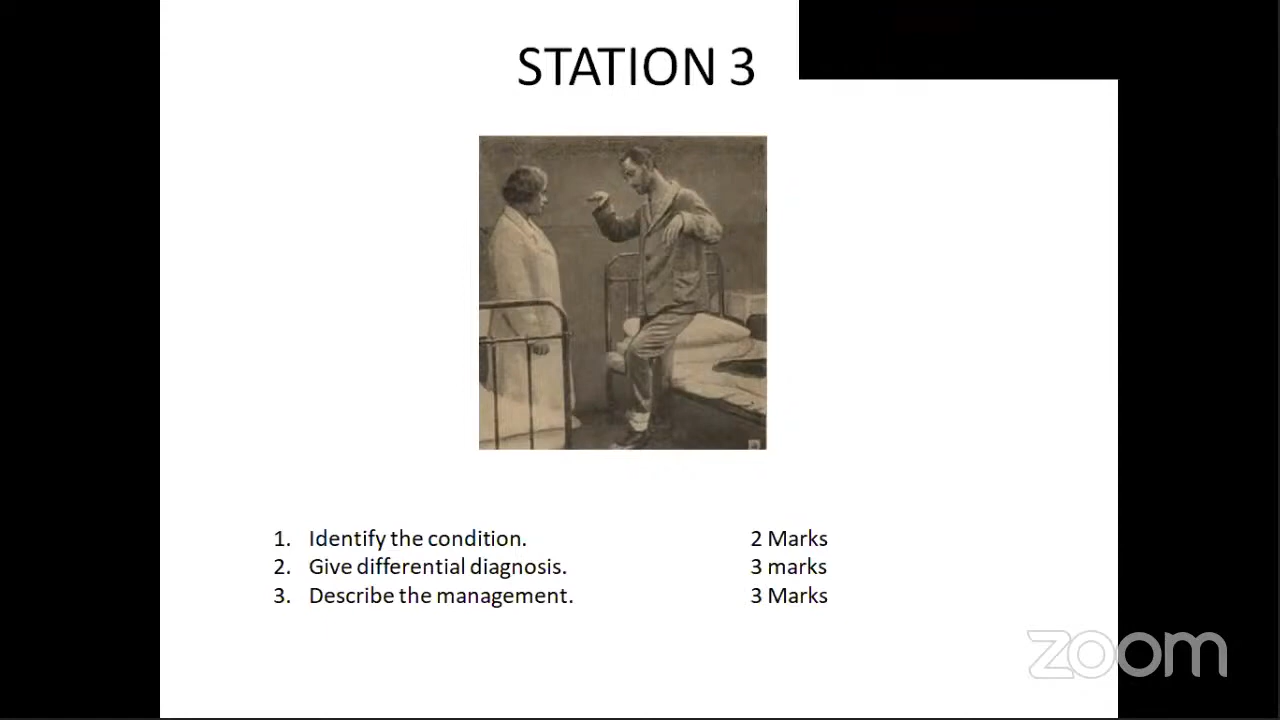 STATION 3
1. Identify the condition. 2 Marks
2. Give differential diagnosis. 3 marks
3. Describe the management. 3 Marks
zoom